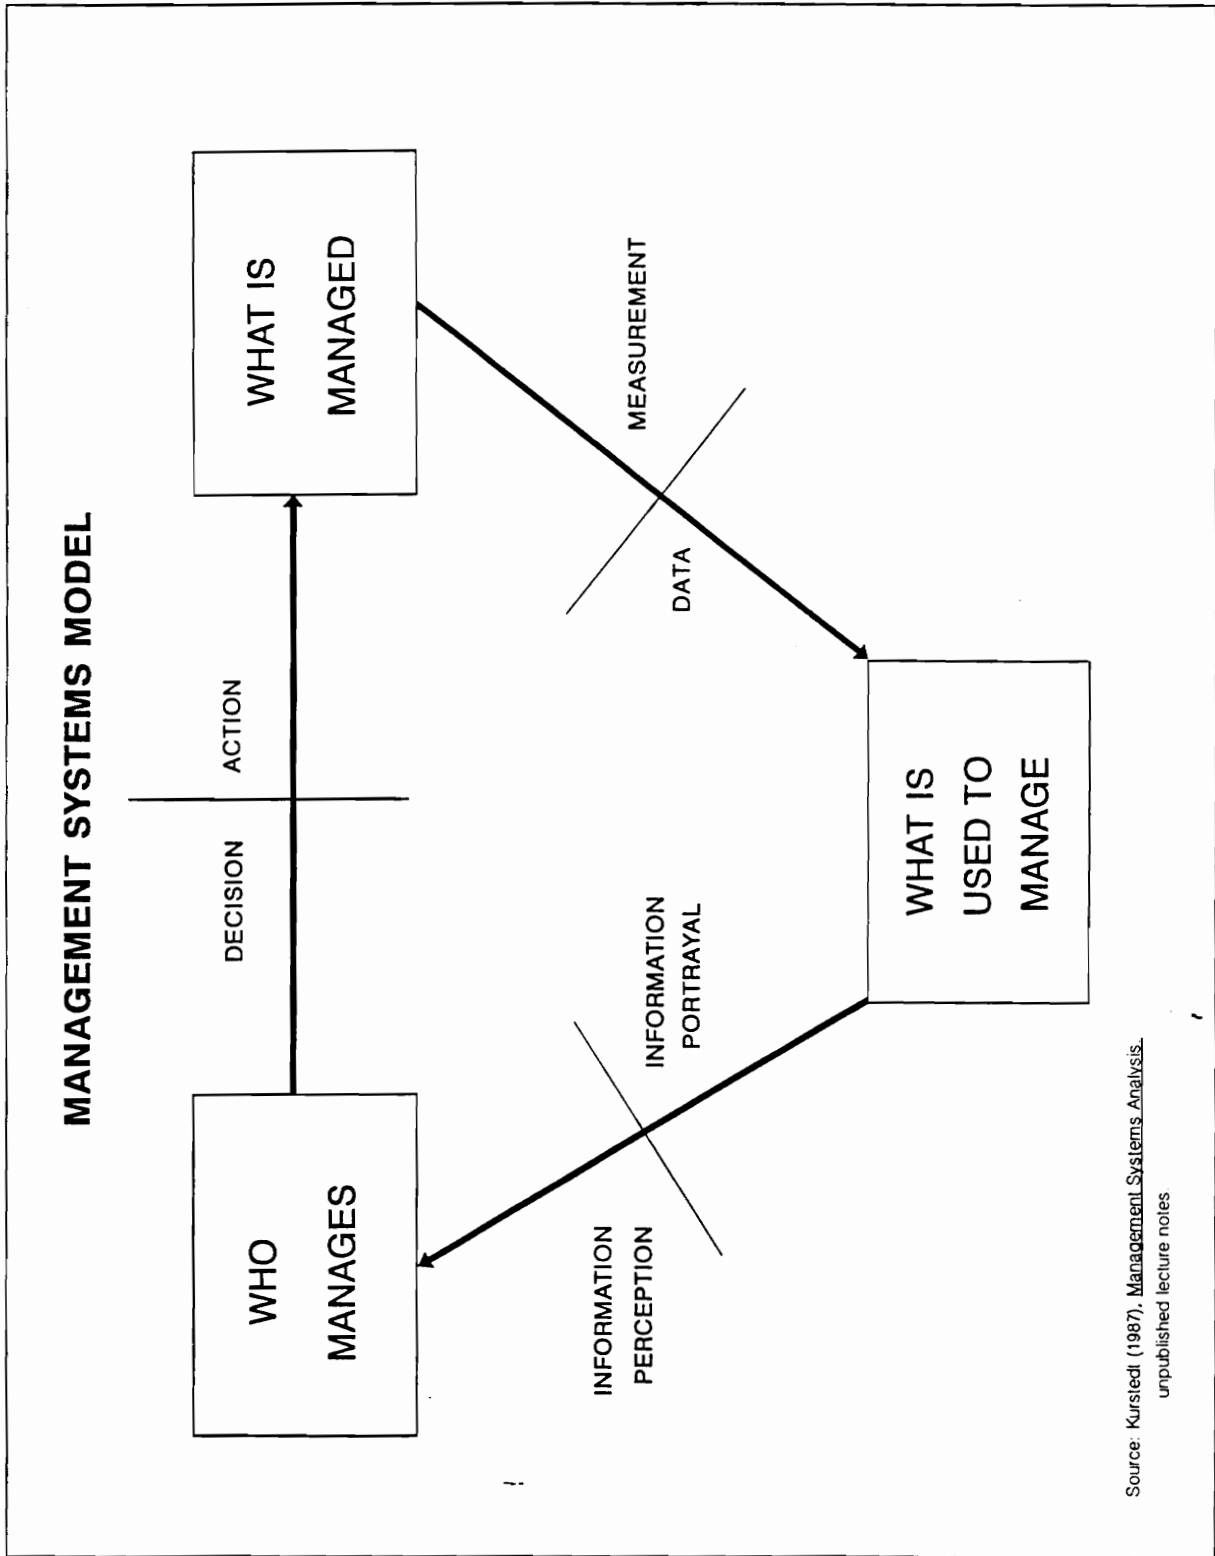 MANAGEMENT SYSTEMS MODEL
DECISION
ACTION
WHO
MANAGES
WHAT IS
MANAGED
INFORMATION
PERCEPTION
INFORMATION
PORTRAYAL
DATA
MEASUREMENT
WHAT IS
USED TO
MANAGE
Source: Kurstedt (1987), Management Systems Analysis.
unpublished lecture notes